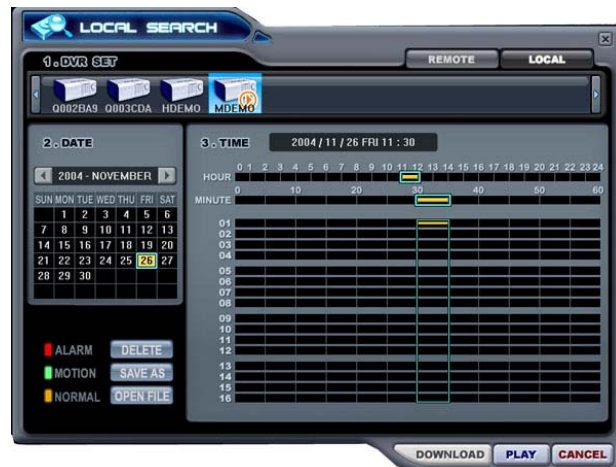 LOCAL SEARCH
1. DVR SET
REMOTE LOCAL
Q002BA9 Q003CDA HDEMO MDEMO
2. DATE
3. TIME 2004 / 11 / 26 FRI 11 : 30
2004 - NOVEMBER
0 1 2 3 4 5 6 7 8 9 10 11 12 13 14 15 16 17 18 19 20 21 22 23 24
HOUR
0 10 20 30 40 50 60
MINUTE
SUN MON TUE WED THU FRI SAT
1 2 3 4 5 6
7 8 9 10 11 12 13
14 15 16 17 18 19 20
21 22 23 24 25 26 27
28 29 30
01
02
03
04
05
06
07
08
09
10
11
12
13
14
15
16
ALARM DELETE
MOTION SAVE AS
NORMAL OPEN FILE
DOWNLOAD PLAY CANCEL